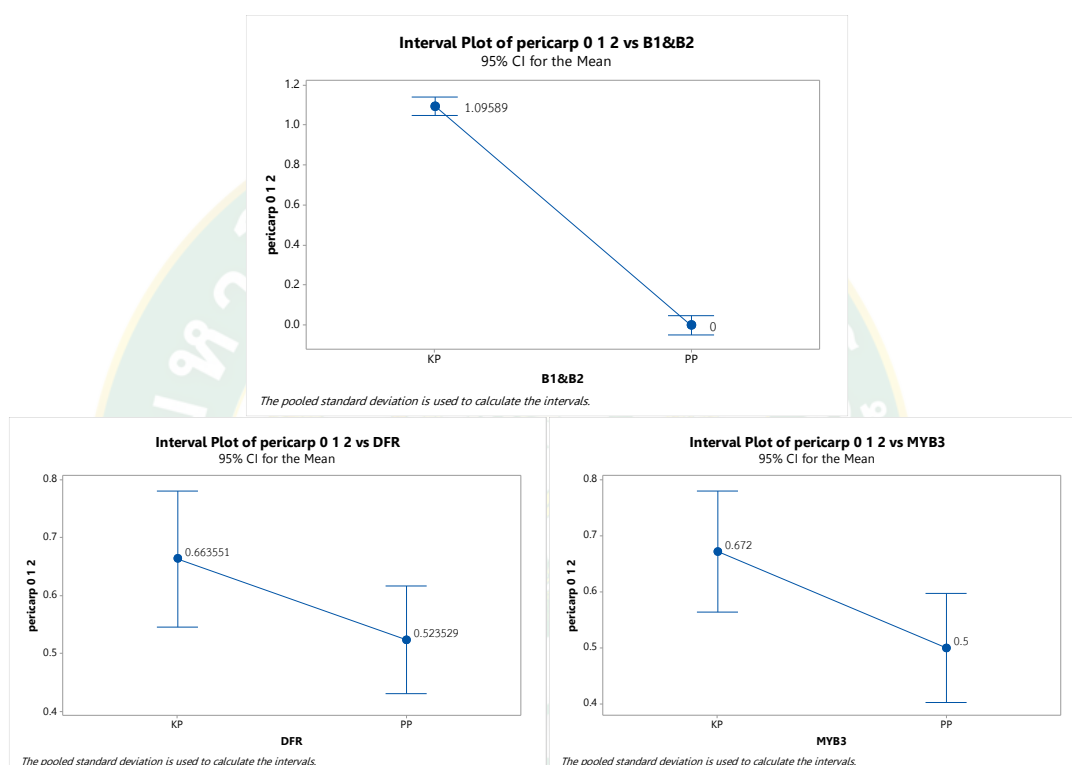 Interval Plot of pericarp 0 1 2 vs B1&B2
95% CI for the Mean
1.2
1.0
0.8
0.6
0.4
0.2
0.0
pericarp 0 1 2
1.09589
0
KP
PP
B1&B2
The pooled standard deviation is used to calculate the intervals.
Interval Plot of pericarp 0 1 2 vs DFR
95% CI for the Mean
0.8
0.7
0.6
0.5
0.4
pericarp 0 1 2
0.663551
0.523529
KP
PP
DFR
The pooled standard deviation is used to calculate the intervals.
Interval Plot of pericarp 0 1 2 vs MYB3
95% CI for the Mean
0.8
0.7
0.6
0.5
0.4
pericarp 0 1 2
0.672
0.5
KP
PP
MYB3
The pooled standard deviation is used to calculate the intervals.